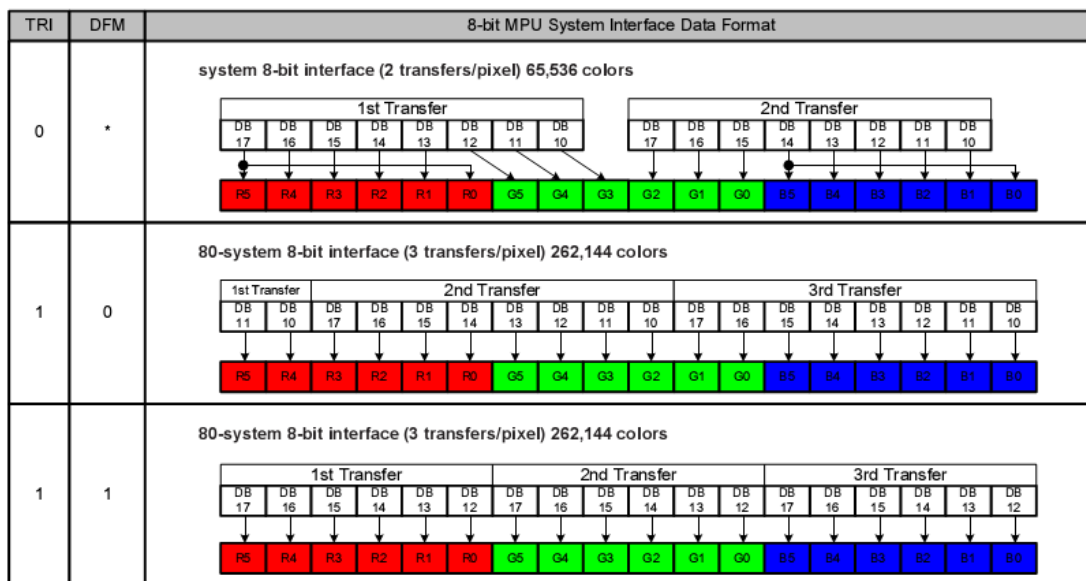 TRI DFM 8-bit MPU System Interface Data Format
0 *
system 8-bit interface (2 transfers/pixel) 65,536 colors
1st Transfer 2nd Transfer
DB DB DB DB DB DB DB DB DB DB DB DB DB DB DB DB
17 16 15 14 13 12 11 10 17 16 15 14 13 12 11 10
R5 R4 R3 R2 R1 R0 G5 G4 G3 G2 G1 G0 B5 B4 B3 B2 B1 B0
1 0
80-system 8-bit interface (3 transfers/pixel) 262,144 colors
1st Transfer 2nd Transfer 3rd Transfer
DB DB DB DB DB DB DB DB DB DB DB DB DB DB DB DB DB DB
11 10 17 16 15 14 13 12 11 10 17 16 15 14 13 12 11 10
R5 R4 R3 R2 R1 R0 G5 G4 G3 G2 G1 G0 B5 B4 B3 B2 B1 B0
1 1
80-system 8-bit interface (3 transfers/pixel) 262,144 colors
1st Transfer 2nd Transfer 3rd Transfer
DB DB DB DB DB DB DB DB DB DB DB DB DB DB DB DB DB DB
17 16 15 14 13 12 17 16 15 14 13 12 17 16 15 14 13 12
R5 R4 R3 R2 R1 R0 G5 G4 G3 G2 G1 G0 B5 B4 B3 B2 B1 B0